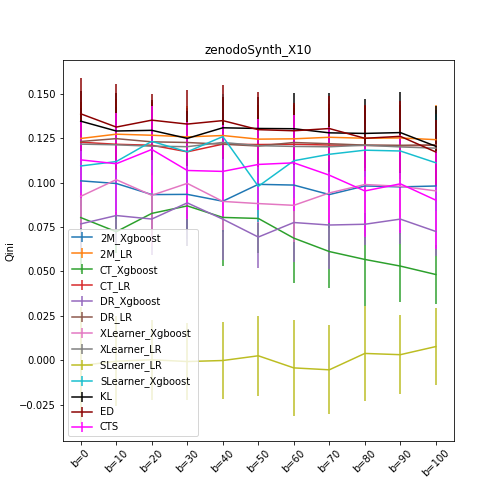 zenodoSynth_X10
Qini
0.150
0.125
0.100
0.075
0.050
0.025
0.000
−0.025
2M_Xgboost
2M_LR
CT_Xgboost
CT_LR
DR_Xgboost
DR_LR
XLearner_Xgboost
XLearner_LR
SLearner_LR
SLearner_Xgboost
KL
ED
CTS
b=0
b=10
b=20
b=30
b=40
b=50
b=60
b=70
b=80
b=90
b=100